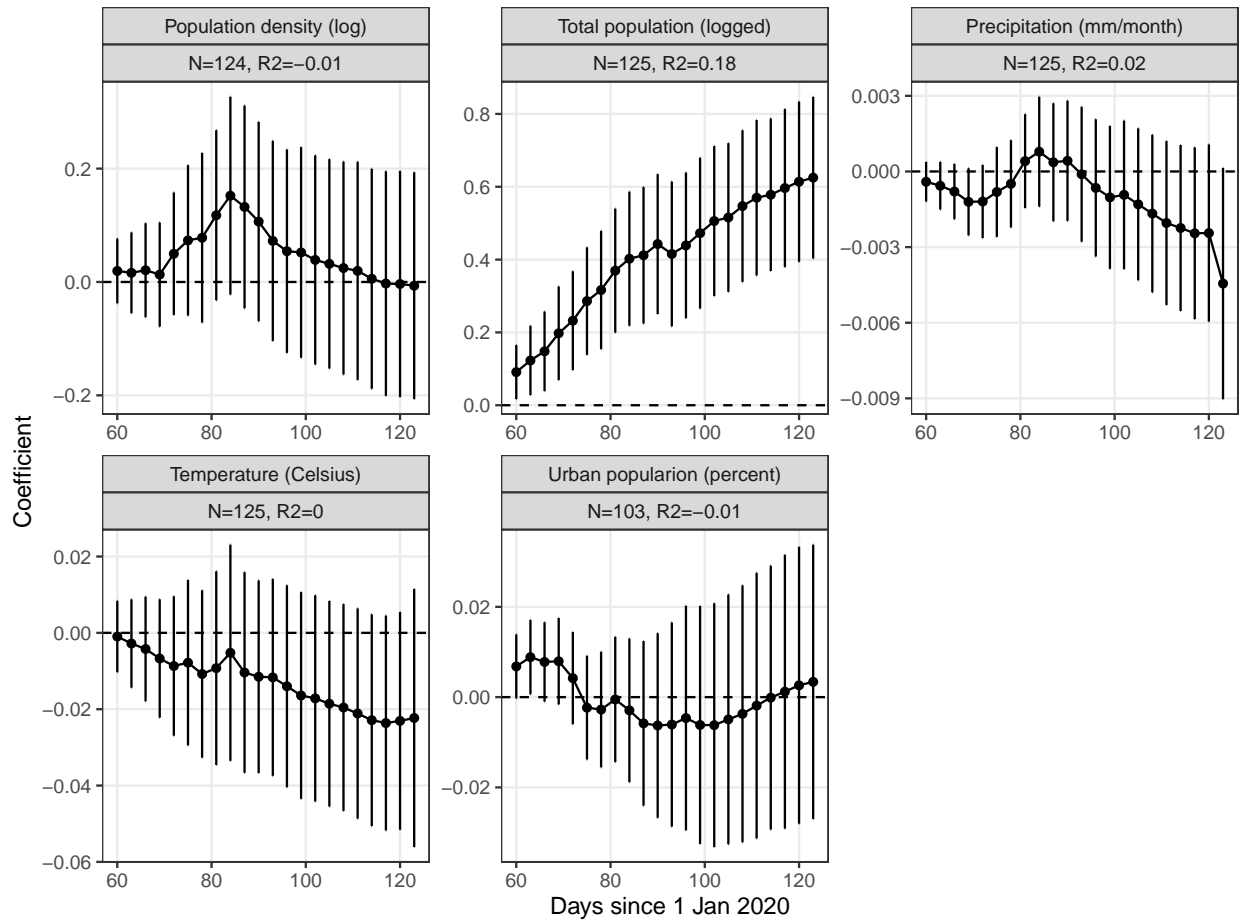 Population density (log)
N=124, R2=−0.01
0.2
0.0
−0.2
60 80 100 120
Total population (logged)
N=125, R2=0.18
0.8
0.6
0.4
0.2
0.0
60 80 100 120
Precipitation (mm/month)
N=125, R2=0.02
0.003
0.000
−0.003
−0.006
−0.009
60 80 100 120
Coefficient
Temperature (Celsius)
N=125, R2=0
0.02
0.00
−0.02
−0.04
−0.06
60 80 100 120
Urban popularion (percent)
N=103, R2=−0.01
0.02
0.00
−0.02
60 80 100 120
Days since 1 Jan 2020